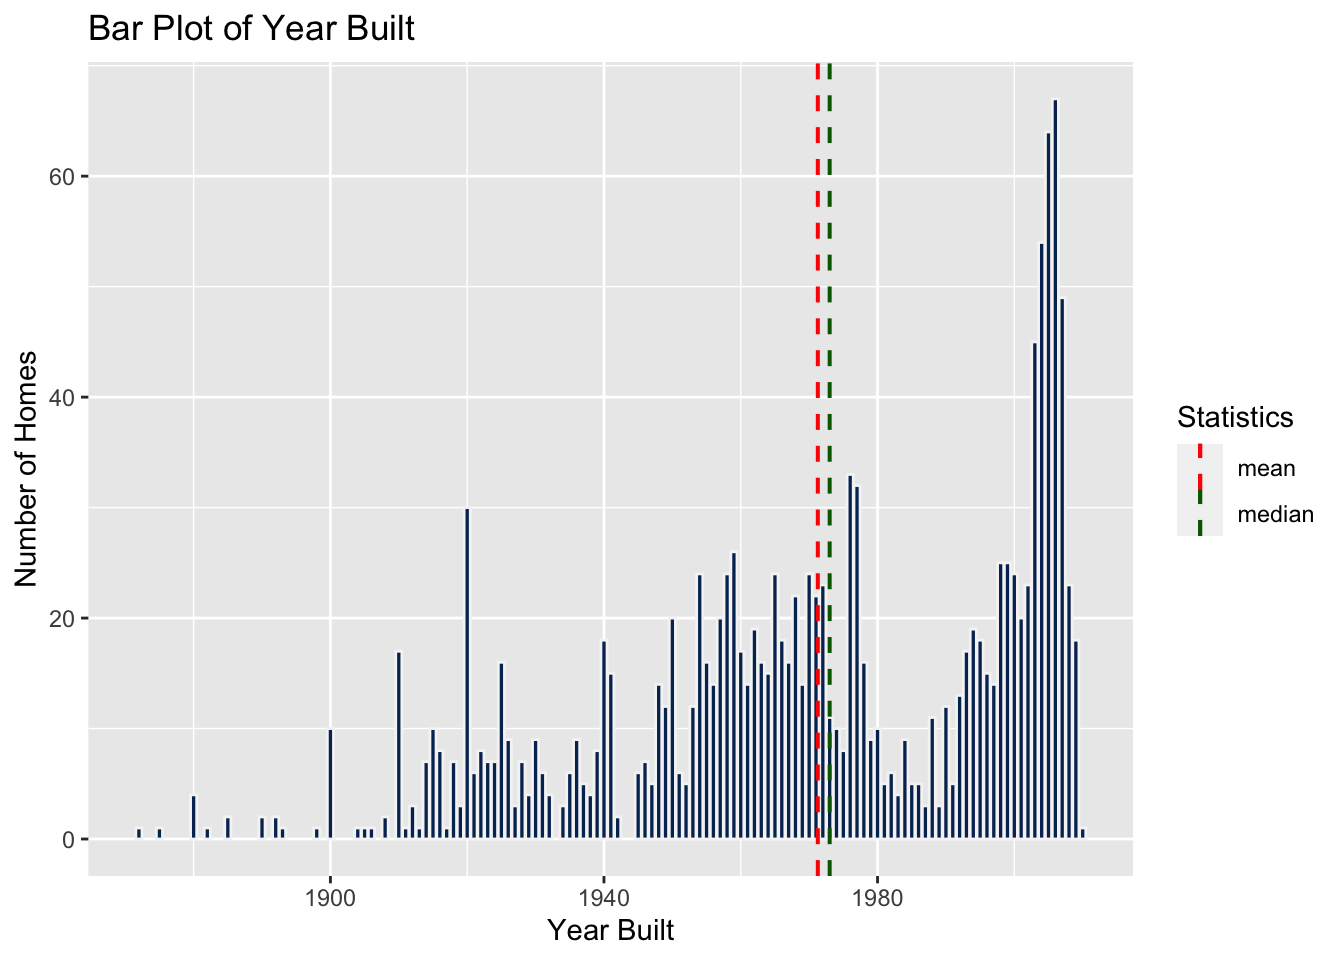 Bar Plot of Year Built
Number of Homes
60
40
20
0
1900
1940
1980
Year Built
Statistics
mean
median